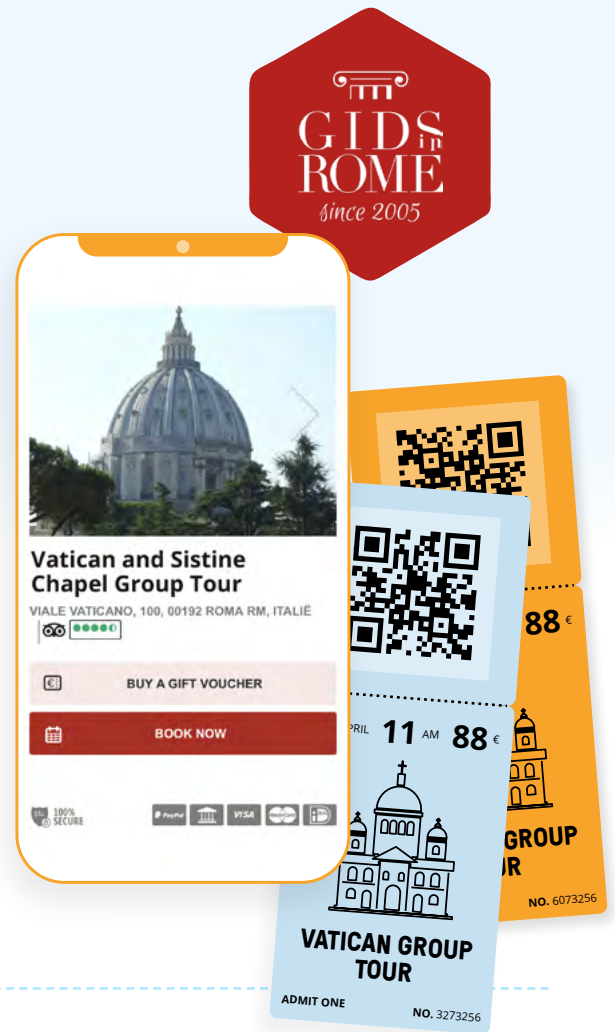 GIDS
in
ROME
since 2005
Vatican and Sistine
Chapel Group Tour
VIALE VATICANO, 100, 00192 ROMA RM, ITALIË
BUY A GIFT VOUCHER
BOOK NOW
100%
SECURE
PayPal
VISA
88 €
11 AM 88 €
GROUP
VATICAN GROUP
TOUR
NO. 6073256
ADMIT ONE
NO. 3273256